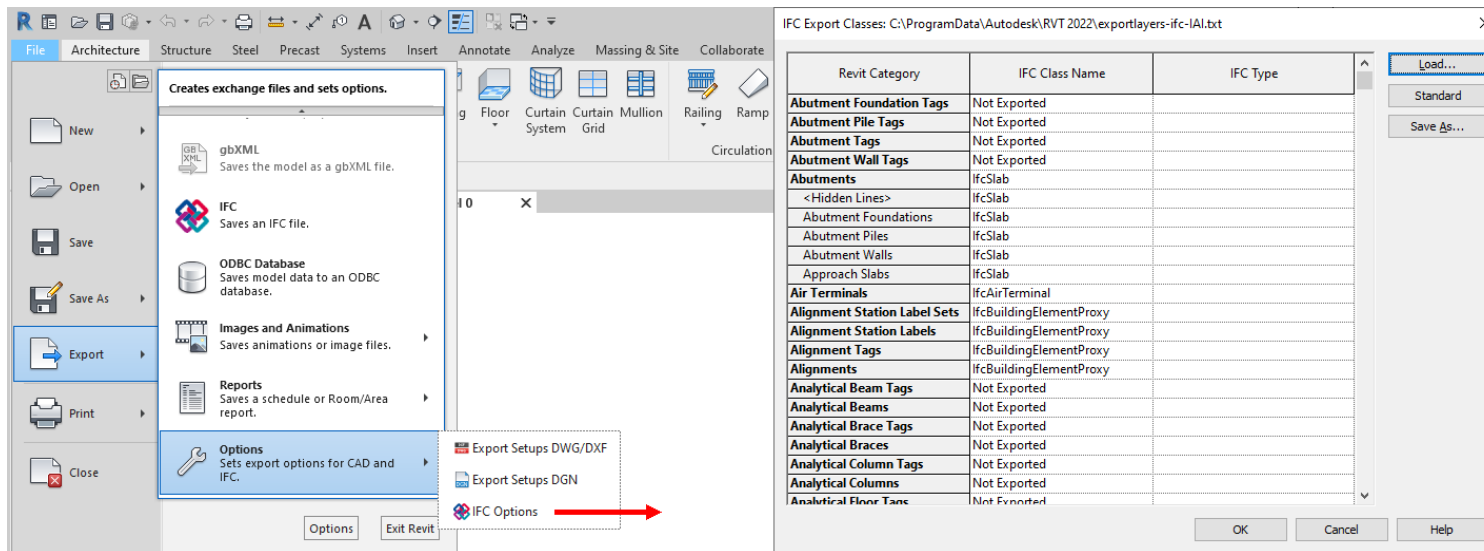 File Architecture Structure Steel Precast Systems Insert Annotate Analyze Massing & Site Collaborate
Creates exchange files and sets options.
New
Open
Save
Save As
Export
Print
Close
gbXML
Saves the model as a gbXML file.
IFC
Saves an IFC file.
ODBC Database
Saves model data to an ODBC
database.
Images and Animations
Saves animations or image files.
Reports
Saves a schedule or Room/Area
report.
Options
Sets export options for CAD and
IFC.
Options Exit Revit
Export Setups DWG/DXF
Export Setups DGN
IFC Options
g Floor Curtain Curtain Mullion Railing Ramp
System Grid
Circulation
l 0
IFC Export Classes: C:\ProgramData\Autodesk\RVT 2022\exportlayers-ifc-IAI.txt
Revit Category IFC Class Name IFC Type
Abutment Foundation Tags Not Exported
Abutment Pile Tags Not Exported
Abutment Tags Not Exported
Abutment Wall Tags Not Exported
Abutments IfcSlab
<Hidden Lines> IfcSlab
Abutment Foundations IfcSlab
Abutment Piles IfcSlab
Abutment Walls IfcSlab
Approach Slabs IfcSlab
Air Terminals IfcAirTerminal
Alignment Station Label Sets IfcBuildingElementProxy
Alignment Station Labels IfcBuildingElementProxy
Alignment Tags IfcBuildingElementProxy
Alignments IfcBuildingElementProxy
Analytical Beam Tags Not Exported
Analytical Beams Not Exported
Analytical Brace Tags Not Exported
Analytical Braces Not Exported
Analytical Column Tags Not Exported
Analytical Columns Not Exported
Analytical Floor Tags Not Exported
Load...
Standard
Save As...
OK Cancel Help